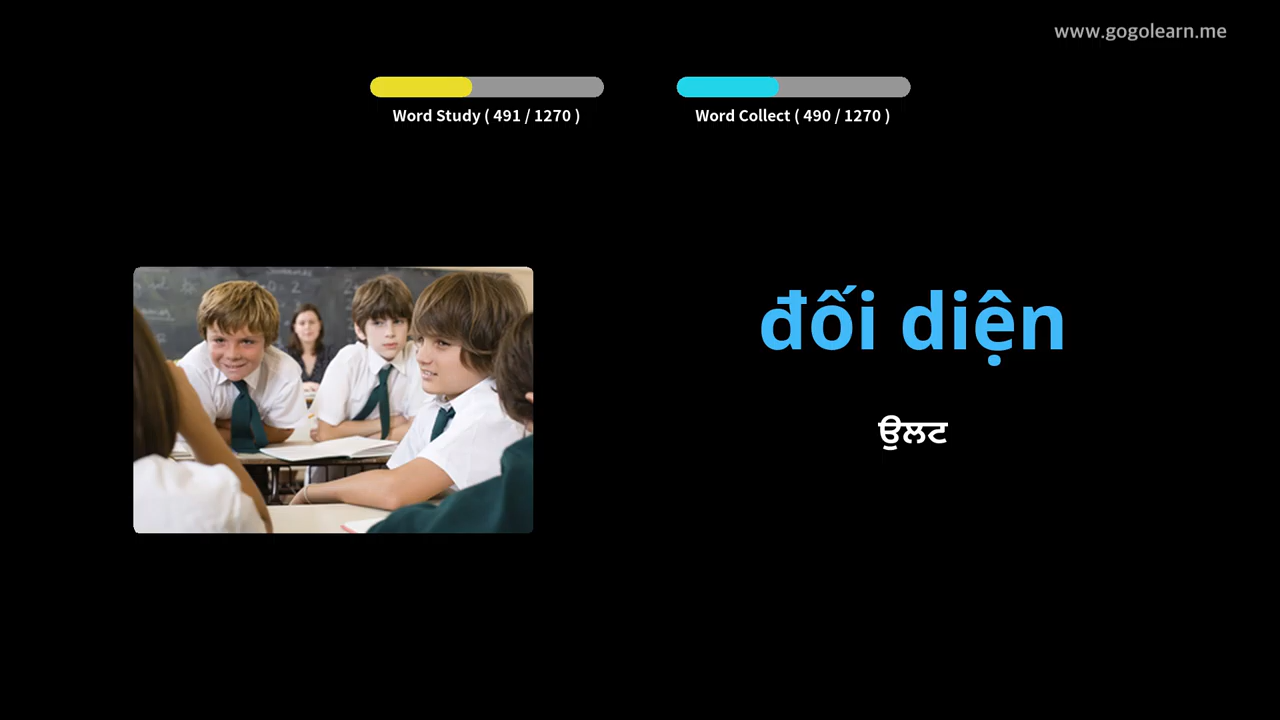 www.gogolearn.me
Word Study ( 491 / 1270 )
Word Collect ( 490 / 1270 )
đối diện
ਉਲਟ